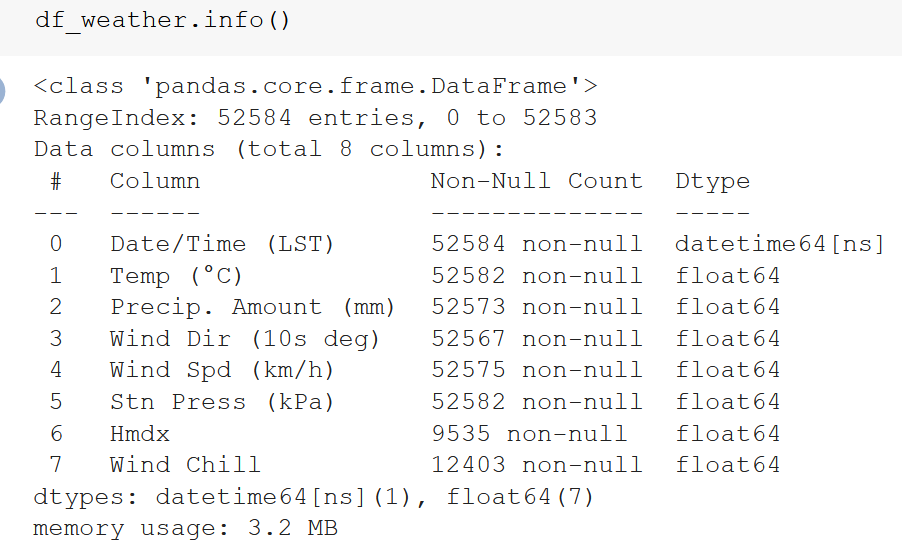 df_weather.info()
<class 'pandas.core.frame.DataFrame'>
RangeIndex: 52584 entries, 0 to 52583
Data columns (total 8 columns):
 #   Column               Non-Null Count  Dtype
---  ------               --------------  -----
 0   Date/Time (LST)      52584 non-null  datetime64[ns]
 1   Temp (°C)            52582 non-null  float64
 2   Precip. Amount (mm)  52573 non-null  float64
 3   Wind Dir (10s deg)   52567 non-null  float64
 4   Wind Spd (km/h)      52575 non-null  float64
 5   Stn Press (kPa)      52582 non-null  float64
 6   Hmdx                 9535 non-null   float64
 7   Wind Chill           12403 non-null  float64
dtypes: datetime64[ns](1), float64(7)
memory usage: 3.2 MB